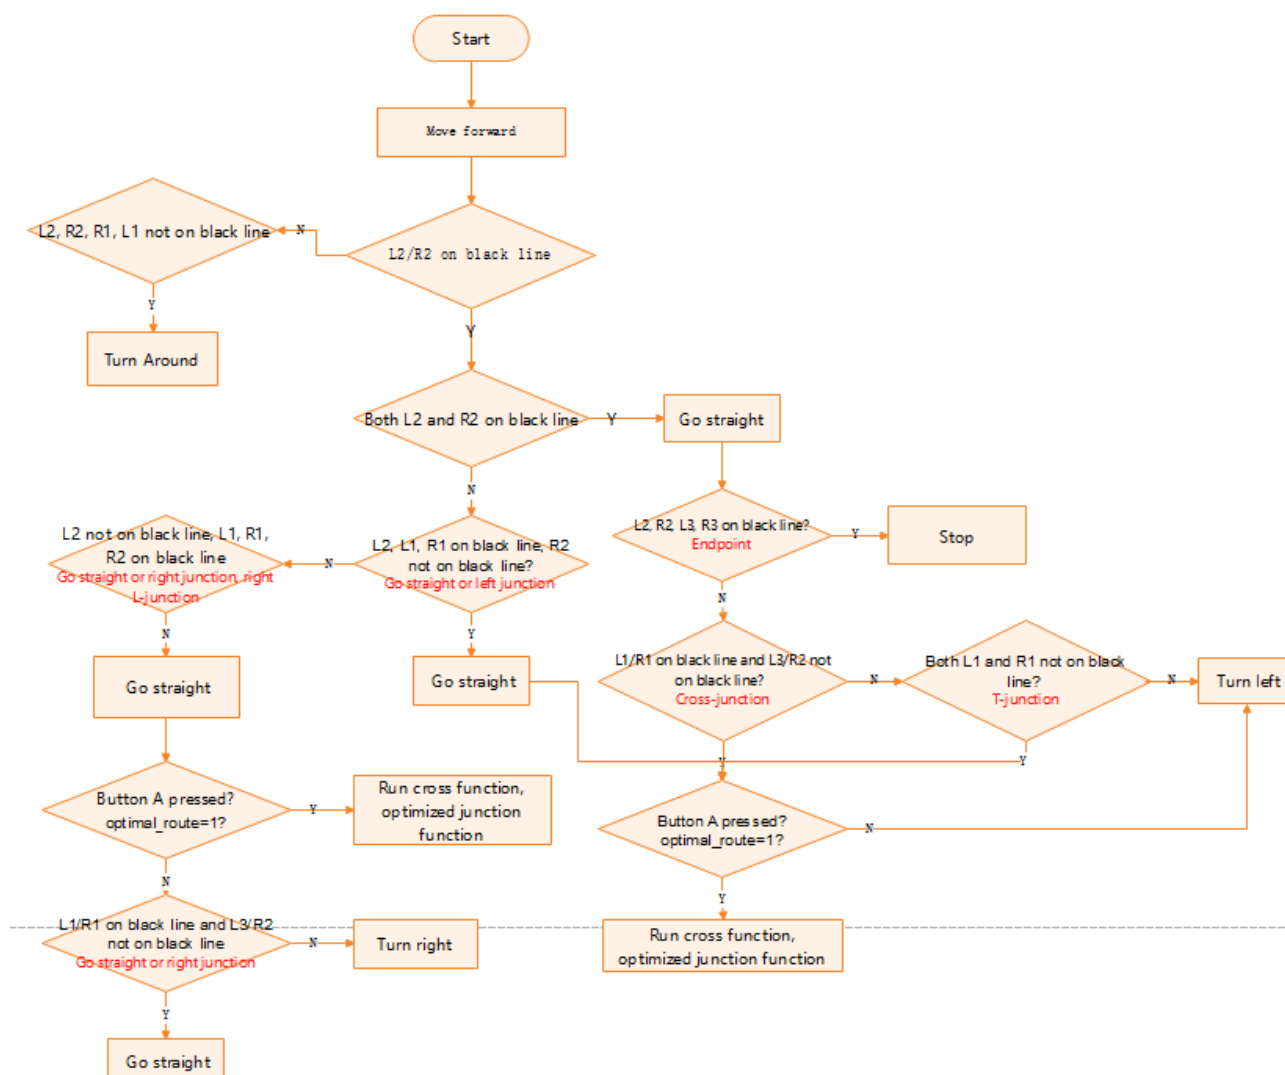 Start
Move forward
L2, R2, R1, L1 not on black line
N
L2/R2 on black line
Y
Turn Around
Y
Both L2 and R2 on black line
Y
Go straight
N
L2 not on black line, L1, R1,
R2 on black line
Go straight or right junction, right
L-junction
N
L2, L1, R1 on black line, R2
not on black line?
Go straight or left junction
L2, R2, L3, R3 on black line?
Endpoint
Y
Stop
N
Y
N
Go straight
Go straight
L1/R1 on black line and L3/R2 not
on black line?
Cross-junction
N
Both L1 and R1 not on black
line?
T-junction
N
Turn left
Y
Y
Button A pressed?
optimal_route=1?
Y
Run cross function,
optimized junction
function
Button A pressed?
optimal_route=1?
N
N
Y
L1/R1 on black line and L3/R2
not on black line
Go straight or right junction
N
Turn right
Run cross function,
optimized junction function
Y
Go straight